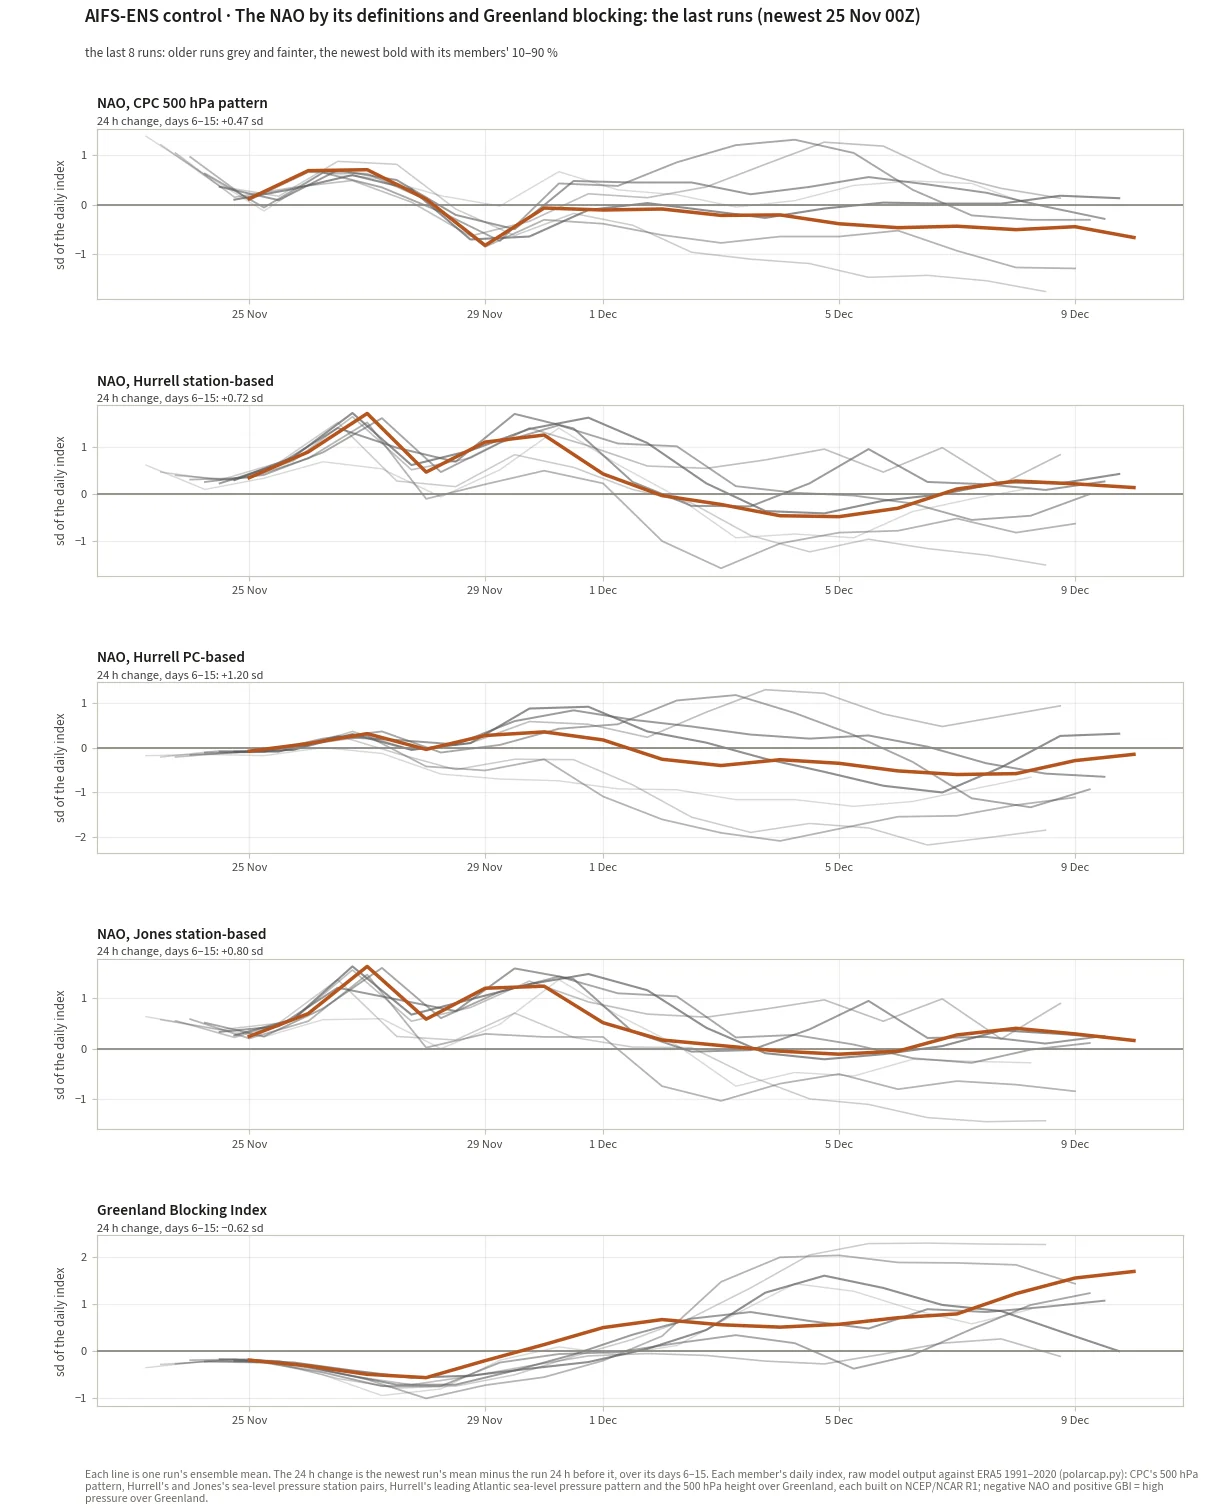 AIFS-ENS control · The NAO by its definitions and Greenland blocking: the last runs (newest 25 Nov 00Z)
the last 8 runs: older runs grey and fainter, the newest bold with its members' 10–90 %
NAO, CPC 500 hPa pattern
24 h change, days 6–15: +0.47 sd
sd of the daily index
1
0
−1
25 Nov
29 Nov
1 Dec
5 Dec
9 Dec
NAO, Hurrell station-based
24 h change, days 6–15: +0.72 sd
sd of the daily index
1
0
−1
25 Nov
29 Nov
1 Dec
5 Dec
9 Dec
NAO, Hurrell PC-based
24 h change, days 6–15: +1.20 sd
sd of the daily index
1
0
−1
−2
25 Nov
29 Nov
1 Dec
5 Dec
9 Dec
NAO, Jones station-based
24 h change, days 6–15: +0.80 sd
sd of the daily index
1
0
−1
25 Nov
29 Nov
1 Dec
5 Dec
9 Dec
Greenland Blocking Index
24 h change, days 6–15: −0.62 sd
sd of the daily index
2
1
0
−1
25 Nov
29 Nov
1 Dec
5 Dec
9 Dec
Each line is one run's ensemble mean. The 24 h change is the newest run's mean minus the run 24 h before it, over its days 6–15. Each member's daily index, raw model output against ERA5 1991–2020 (polarcap.py): CPC's 500 hPa
pattern, Hurrell's and Jones's sea-level pressure station pairs, Hurrell's leading Atlantic sea-level pressure pattern and the 500 hPa height over Greenland, each built on NCEP/NCAR R1; negative NAO and positive GBI = high
pressure over Greenland.